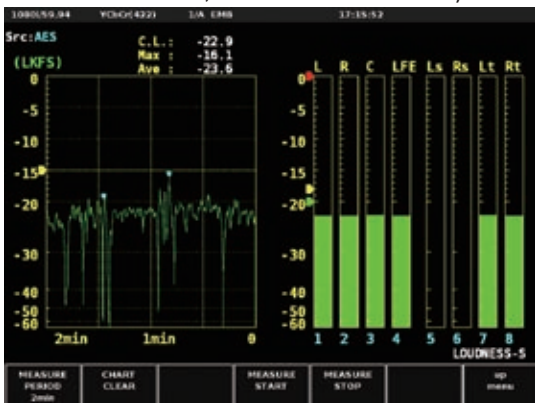 1080i/59.94 YCbCr(422) 1/A EMB 17:15:52
Src:AES
(LKFS)
C.L.: -22.9
Max : -16.1
Ave : -23.6
L R C LFE Ls Rs Lt Rt
0 0
-5 -5
-10 -10
-15 -15
-20 -20
-30 -30
-40 -40
-50 -50
-60 -60
2min 1min 0
1 2 3 4 5 6 7 8
LOUDNESS-S
MEASURE PERIOD 2min
CHART CLEAR
MEASURE START
MEASURE STOP
up menu